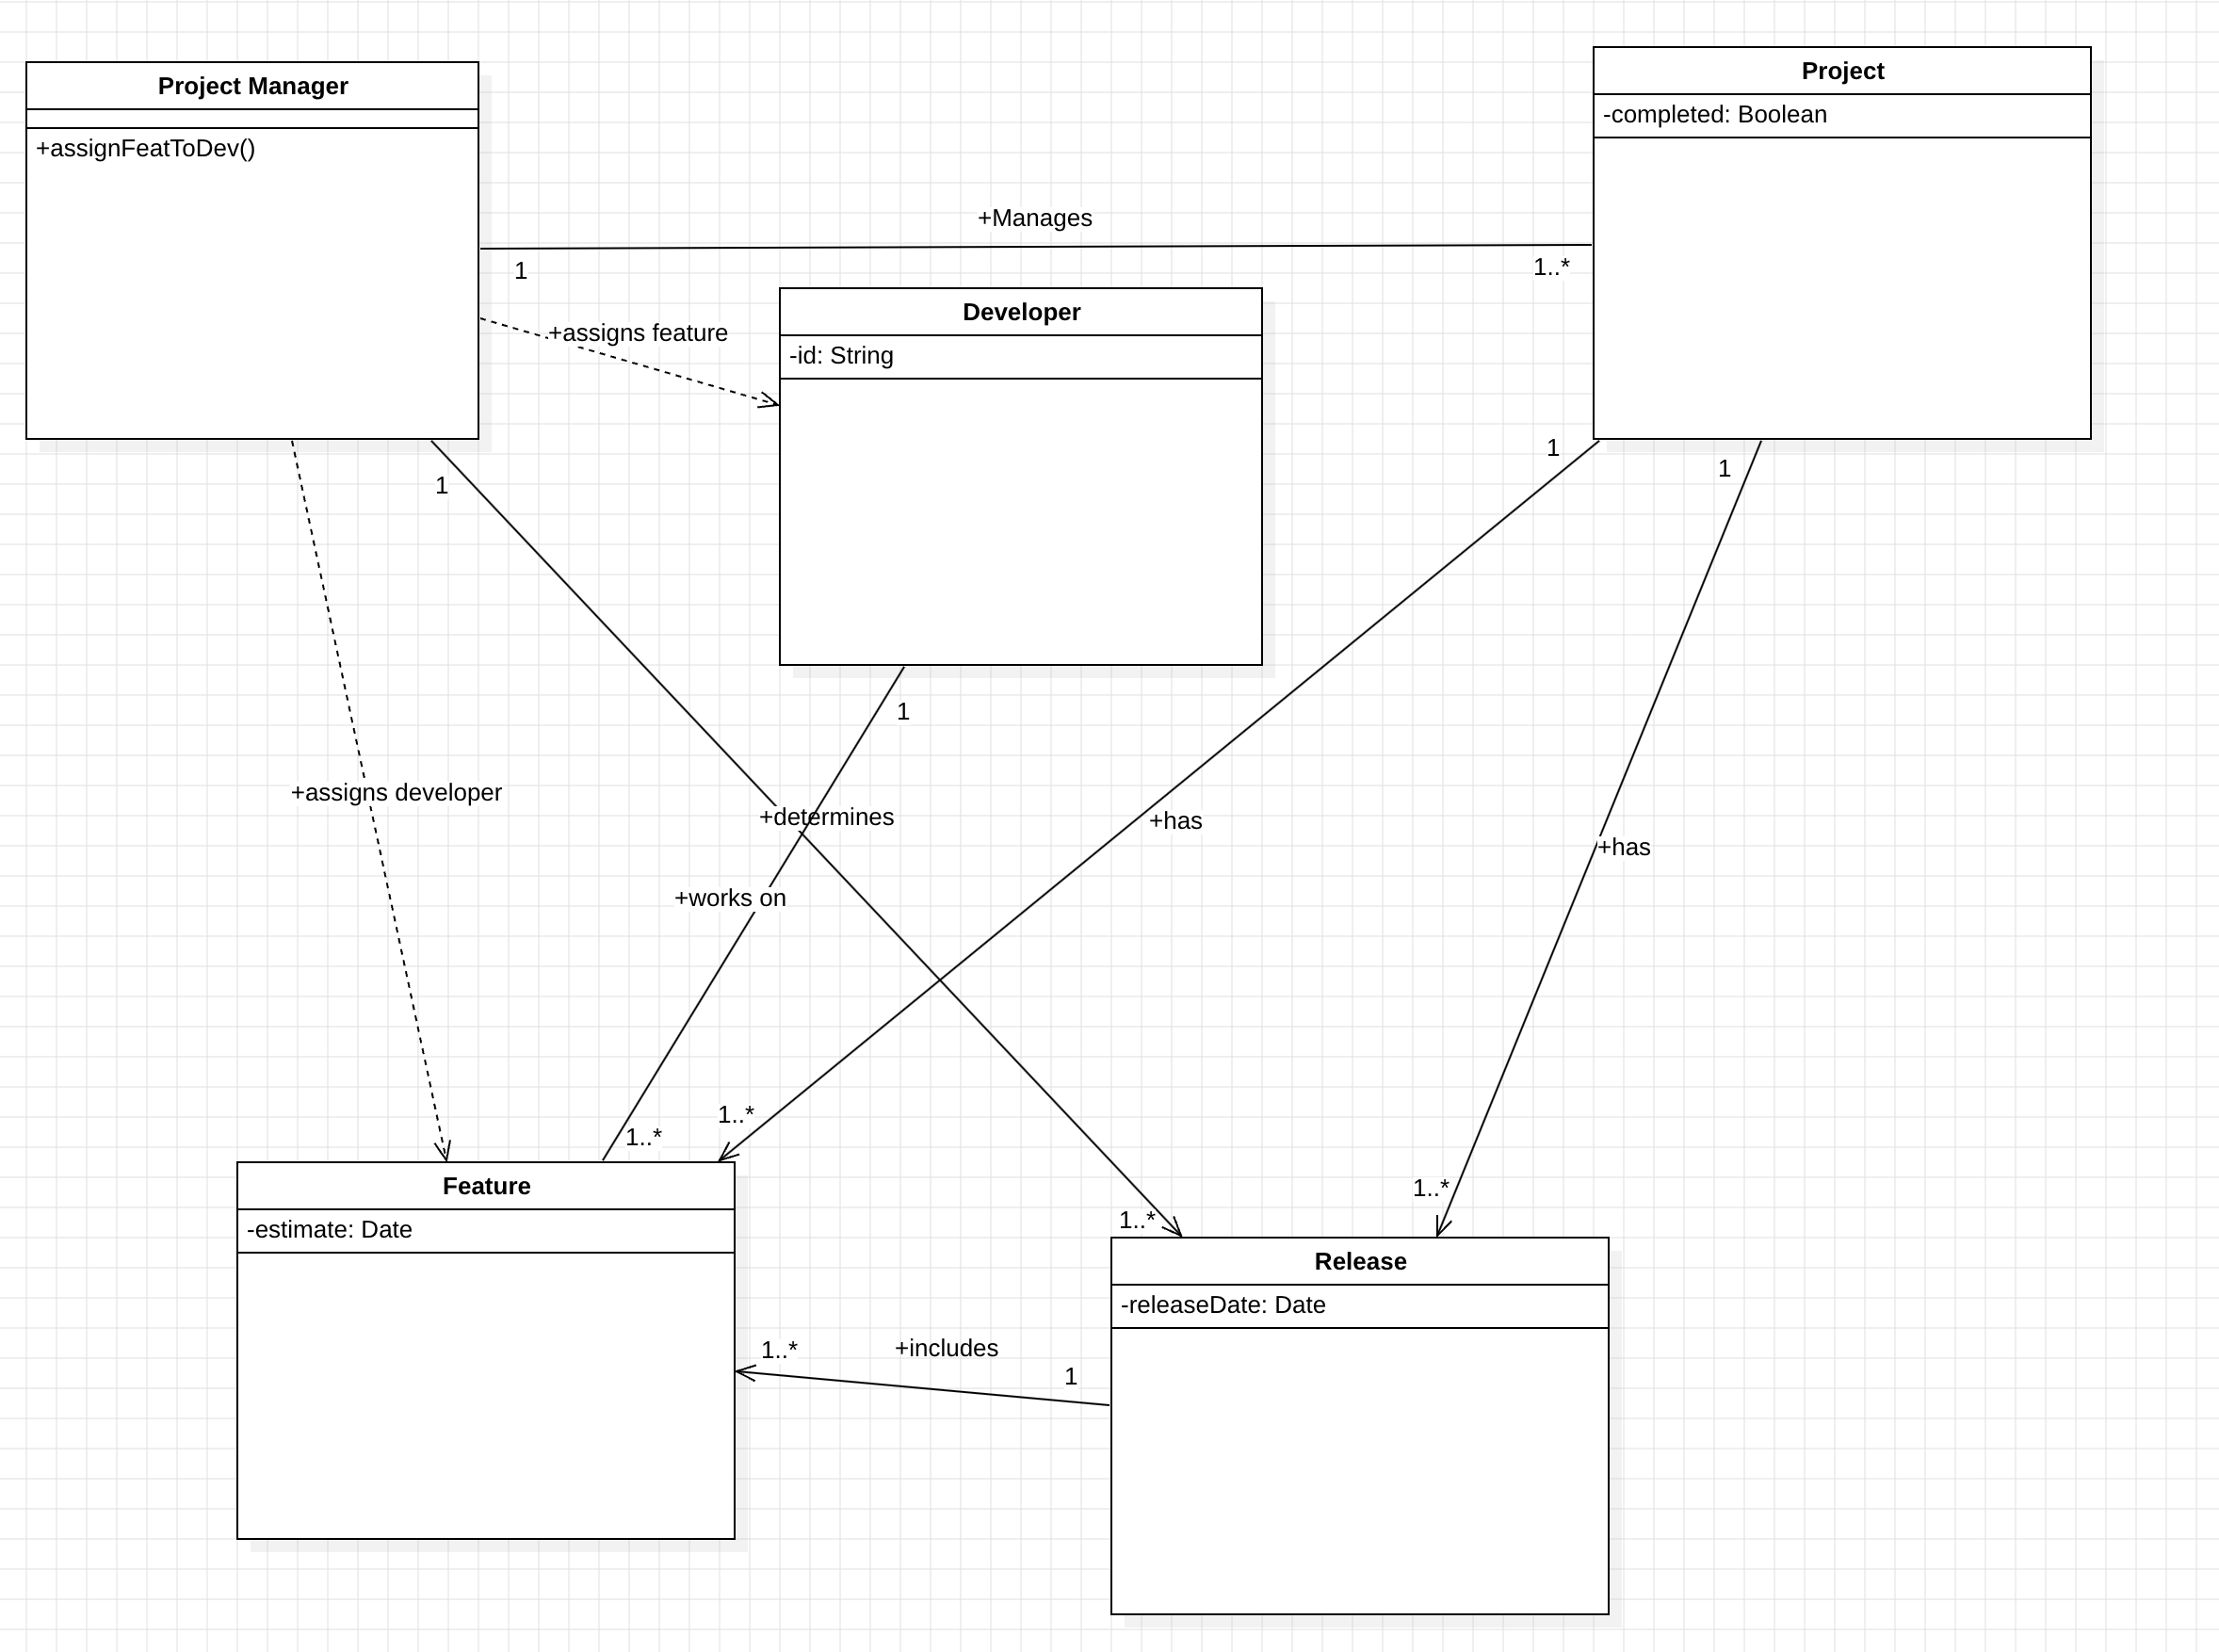 Project Manager
+assignFeatToDev()
Project
-completed: Boolean
+Manages
1
1..*
Developer
-id: String
+assigns feature
1
1
1
1
+assigns developer
+determines
+has
+has
+works on
1..*
1..*
1..*
1..*
Feature
-estimate: Date
Release
-releaseDate: Date
1..*
+includes
1